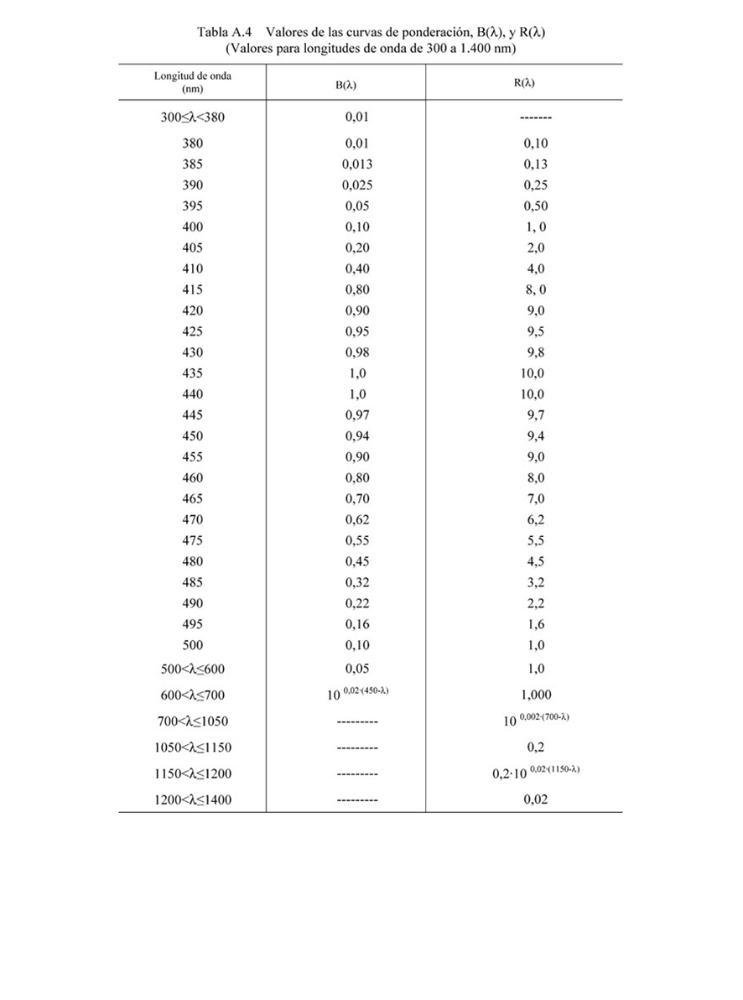 Tabla A.4 Valores de las curvas de ponderación, B(λ), y R(λ)
(Valores para longitudes de onda de 300 a 1.400 nm)
Longitud de onda (nm) B(λ) R(λ)
300≤λ<380 0,01 -------
380 0,01 0,10
385 0,013 0,13
390 0,025 0,25
395 0,05 0,50
400 0,10 1, 0
405 0,20 2,0
410 0,40 4,0
415 0,80 8, 0
420 0,90 9,0
425 0,95 9,5
430 0,98 9,8
435 1,0 10,0
440 1,0 10,0
445 0,97 9,7
450 0,94 9,4
455 0,90 9,0
460 0,80 8,0
465 0,70 7,0
470 0,62 6,2
475 0,55 5,5
480 0,45 4,5
485 0,32 3,2
490 0,22 2,2
495 0,16 1,6
500 0,10 1,0
500<λ≤600 0,05 1,0
600<λ≤700 10 0,02·(450-λ) 1,000
700<λ≤1050 --------- 10 0,002·(700-λ)
1050<λ≤1150 --------- 0,2
1150<λ≤1200 --------- 0,2·10 0,02·(1150-λ)
1200<λ≤1400 --------- 0,02